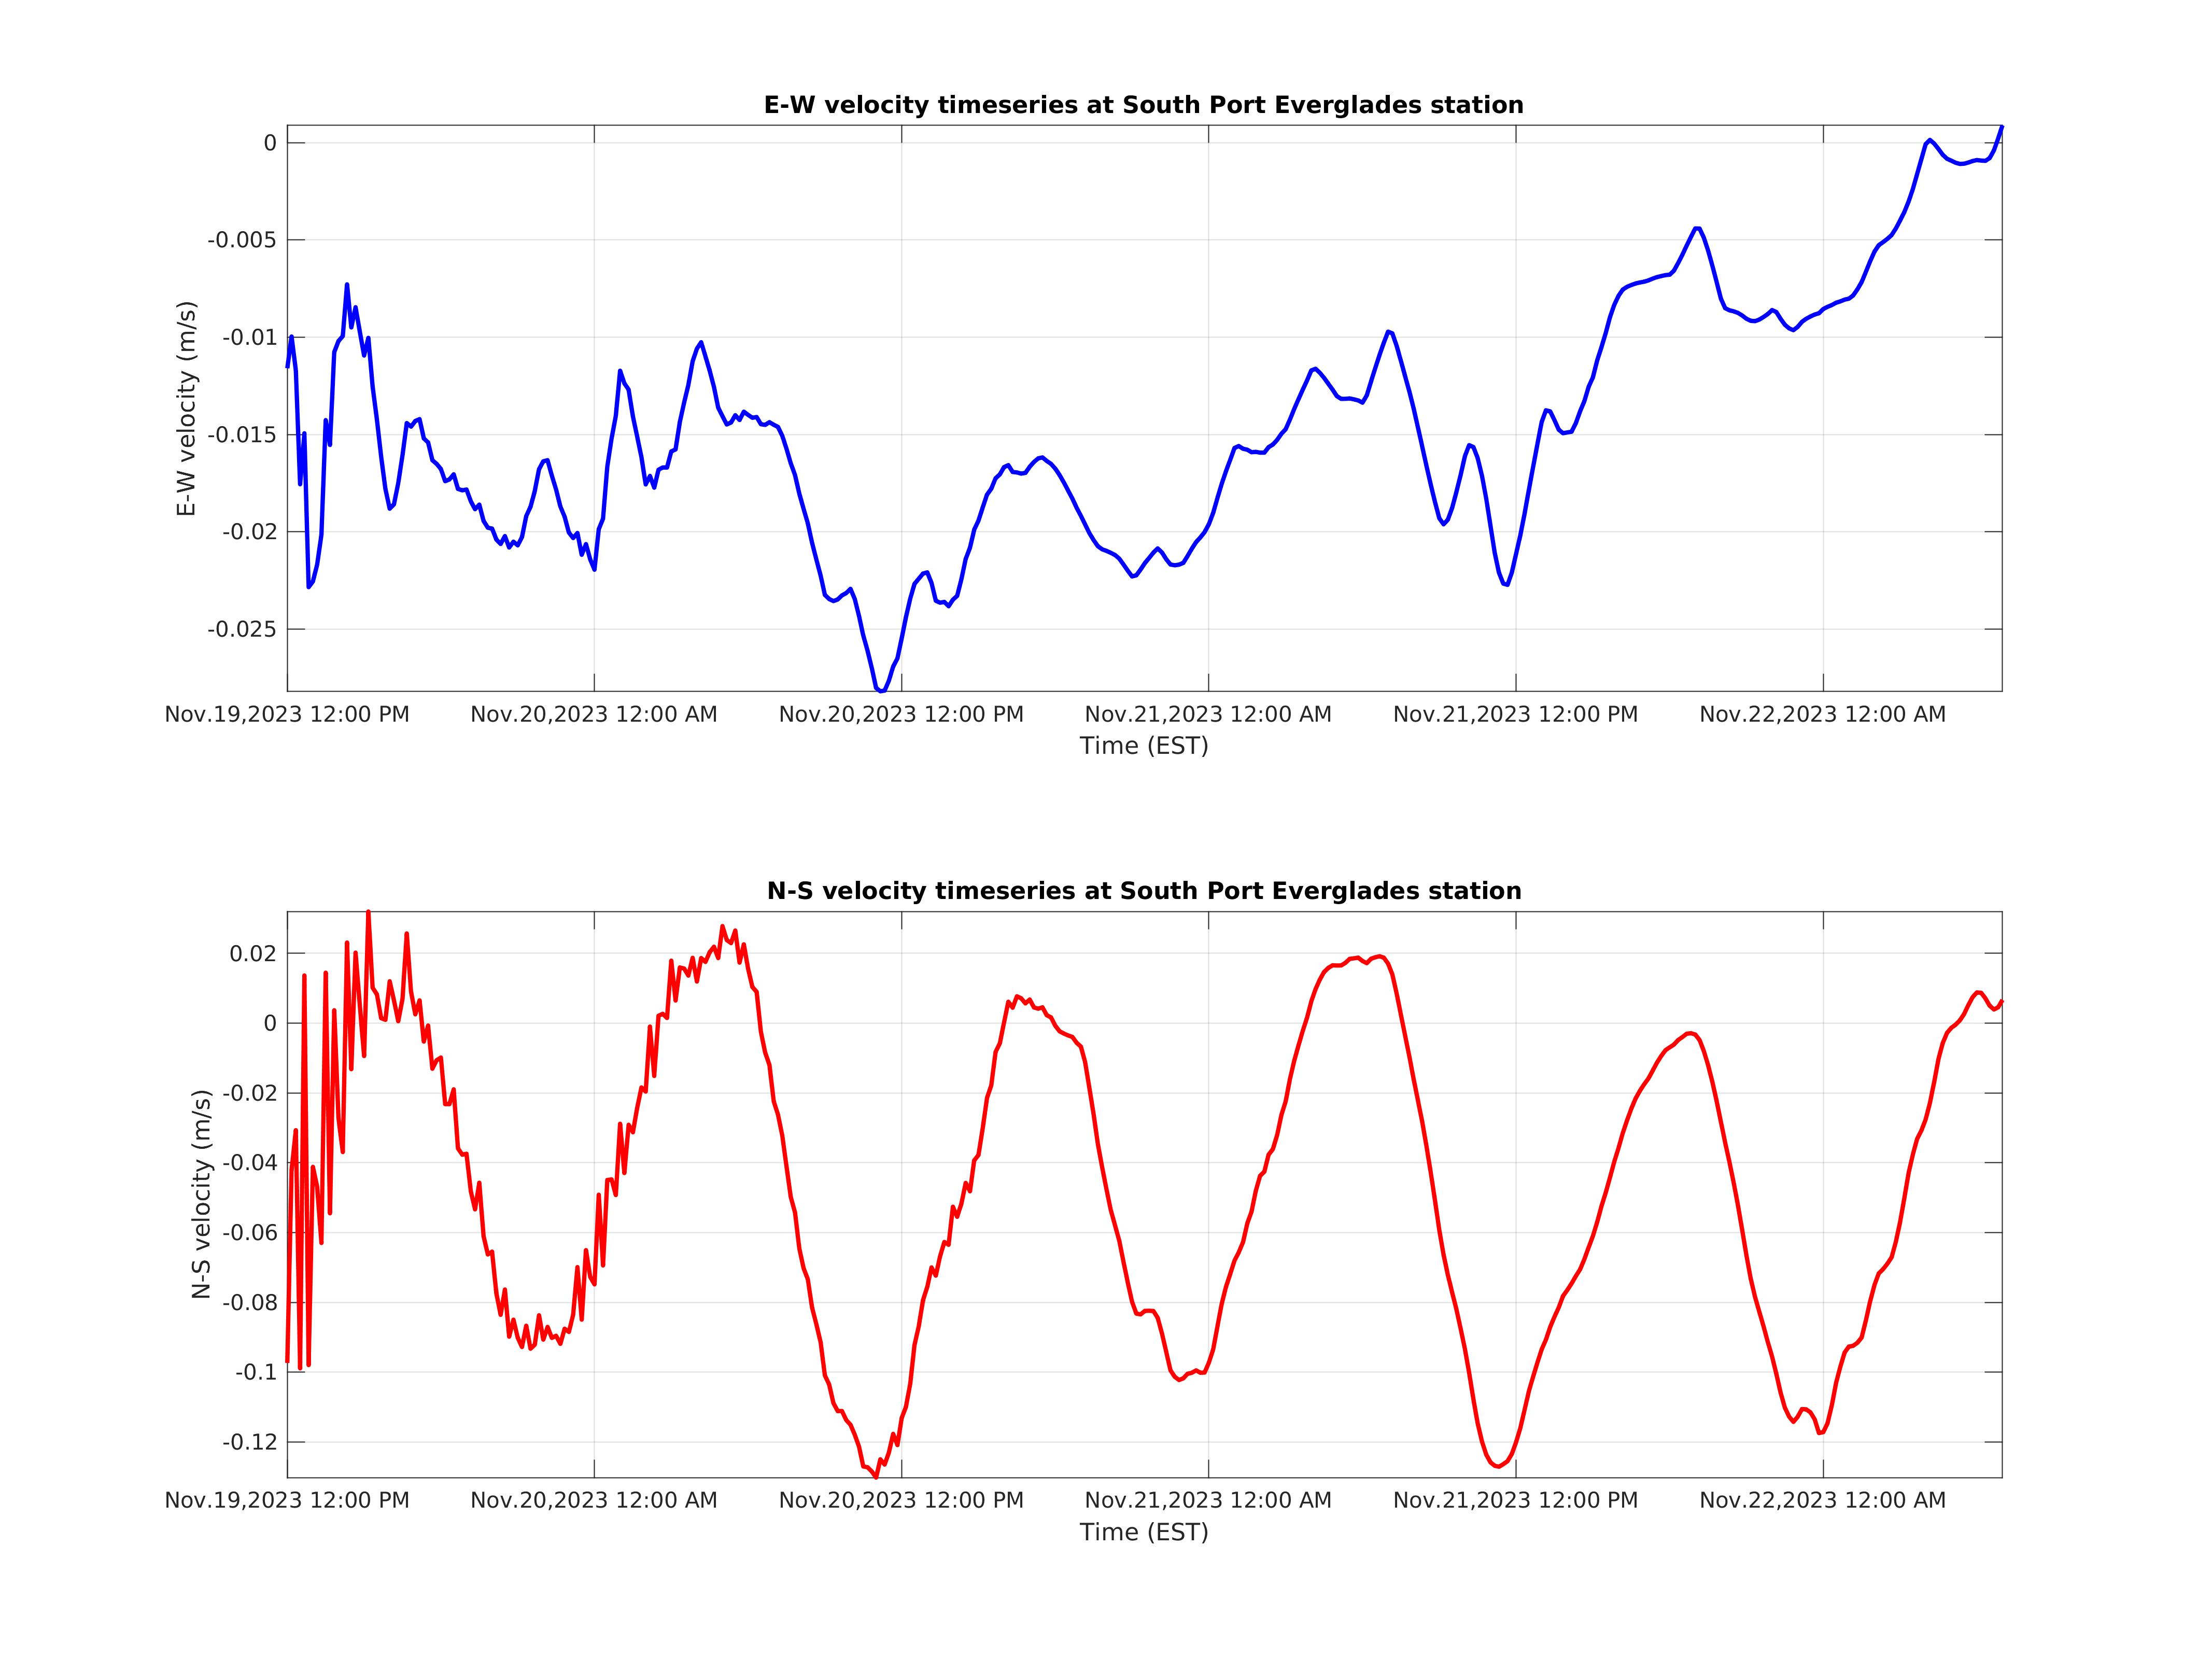 E-W velocity timeseries at South Port Everglades station
0
-0.005
-0.01
-0.015
-0.02
-0.025
E-W velocity (m/s)
Nov.19,2023 12:00 PM Nov.20,2023 12:00 AM Nov.20,2023 12:00 PM Nov.21,2023 12:00 AM Nov.21,2023 12:00 PM Nov.22,2023 12:00 AM
Time (EST)
N-S velocity timeseries at South Port Everglades station
0.02
0
-0.02
-0.04
-0.06
-0.08
-0.1
-0.12
N-S velocity (m/s)
Nov.19,2023 12:00 PM Nov.20,2023 12:00 AM Nov.20,2023 12:00 PM Nov.21,2023 12:00 AM Nov.21,2023 12:00 PM Nov.22,2023 12:00 AM
Time (EST)